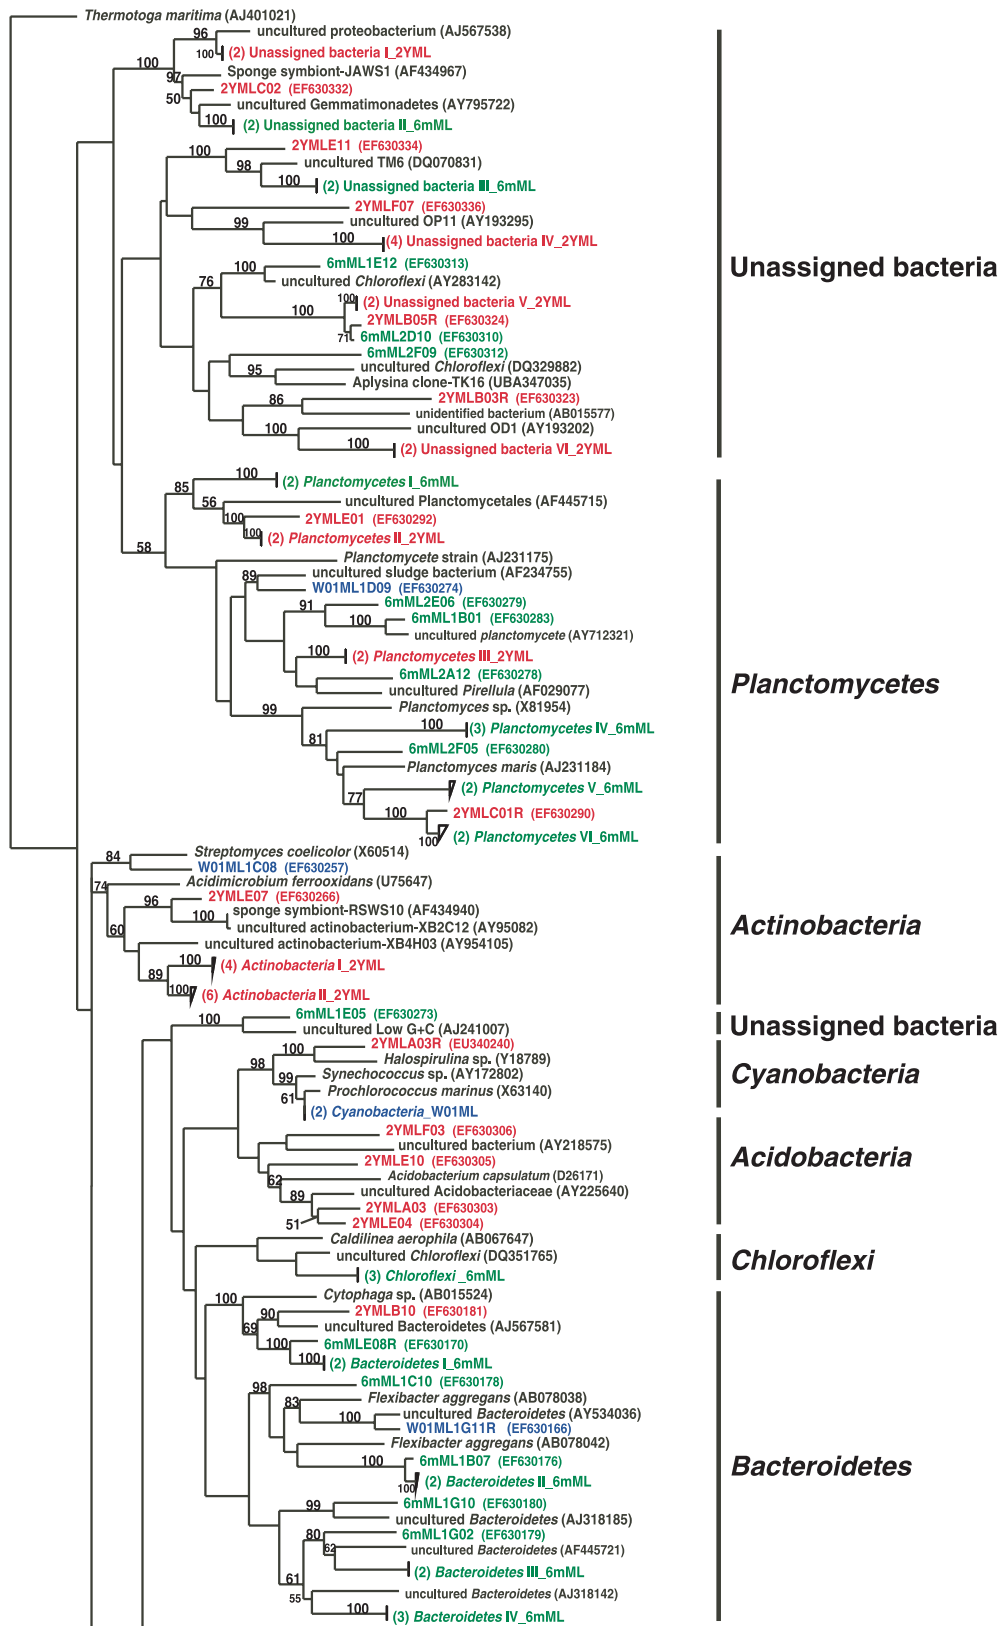 Thermotoga maritima (AJ401021)
96 uncultured proteobacterium (AJ567538)
100 (2) Unassigned bacteria I_2YML
100
97 Sponge symbiont-JAWS1 (AF434967)
2YMLC02 (EF630332)
50
uncultured Gemmatimonadetes (AY795722)
100 (2) Unassigned bacteria II_6mML
100 2YMLE11 (EF630334)
98 uncultured TM6 (DQ070831)
100 (2) Unassigned bacteria III_6mML
2YMLF07 (EF630336)
99 uncultured OP11 (AY193295)
100 (4) Unassigned bacteria IV_2YML
Unassigned bacteria
100 6mML1E12 (EF630313)
76 uncultured Chloroflexi (AY283142)
100 (2) Unassigned bacteria V_2YML
100
2YMLB05R (EF630324)
71 6mML2D10 (EF630310)
6mML2F09 (EF630312)
95 uncultured Chloroflexi (DQ329882)
Aplysina clone-TK16 (UBA347035)
86 2YMLB03R (EF630323)
unidentified bacterium (AB015577)
100 uncultured OD1 (AY193202)
100 (2) Unassigned bacteria VI_2YML
100 (2) Planctomycetes I_6mML
85
56 uncultured Planctomycetales (AF445715)
100 2YMLE01 (EF630292)
100 (2) Planctomycetes II_2YML
58
Planctomycete strain (AJ231175)
89 uncultured sludge bacterium (AF234755)
W01ML1D09 (EF630274)
91 6mML2E06 (EF630279)
100 6mML1B01 (EF630283)
uncultured planctomycete (AY712321)
100 (2) Planctomycetes III_2YML
6mML2A12 (EF630278)
Planctomycetes
uncultured Pirellula (AF029077)
99 Planctomyces sp. (X81954)
100 (3) Planctomycetes IV_6mML
81
6mML2F05 (EF630280)
Planctomyces maris (AJ231184)
77 (2) Planctomycetes V_6mML
100 2YMLC01R (EF630290)
100 (2) Planctomycetes VI_6mML
84 Streptomyces coelicolor (X60514)
W01ML1C08 (EF630257)
74 Acidimicrobium ferrooxidans (U75647)
96 2YMLE07 (EF630266)
100 sponge symbiont-RSWS10 (AF434940)
60 uncultured actinobacterium-XB2C12 (AY95082)
Actinobacteria
uncultured actinobacterium-XB4H03 (AY954105)
100 (4) Actinobacteria I_2YML
89
100 (6) Actinobacteria II_2YML
100 6mML1E05 (EF630273)
uncultured Low G+C (AJ241007)
Unassigned bacteria
100 2YMLA03R (EU340240)
98 Halospirulina sp. (Y18789)
99 Synechococcus sp. (AY172802)
Cyanobacteria
61 Prochlorococcus marinus (X63140)
(2) Cyanobacteria_W01ML
2YMLF03 (EF630306)
uncultured bacterium (AY218575)
Acidobacteria
2YMLE10 (EF630305)
62 Acidobacterium capsulatum (D26171)
89 uncultured Acidobacteriaceae (AY225640)
2YMLA03 (EF630303)
51 2YMLE04 (EF630304)
Caldilinea aerophila (AB067647)
uncultured Chloroflexi (DQ351765)
Chloroflexi
(3) Chloroflexi_6mML
100 Cytophaga sp. (AB015524)
90 2YMLB10 (EF630181)
69 uncultured Bacteroidetes (AJ567581)
100 6mMLE08R (EF630170)
100 (2) Bacteroidetes I_6mML
98 6mML1C10 (EF630178)
83 Flexibacter aggregans (AB078038)
100 uncultured Bacteroidetes (AY534036)
W01ML1G11R (EF630166)
Flexibacter aggregans (AB078042)
100 6mML1B07 (EF630176)
Bacteroidetes
100 (2) Bacteroidetes II_6mML
99 6mML1G10 (EF630180)
uncultured Bacteroidetes (AJ318185)
80 6mML1G02 (EF630179)
62 uncultured Bacteroidetes (AF445721)
(2) Bacteroidetes III_6mML
61
55 uncultured Bacteroidetes (AJ318142)
100 (3) Bacteroidetes IV_6mML